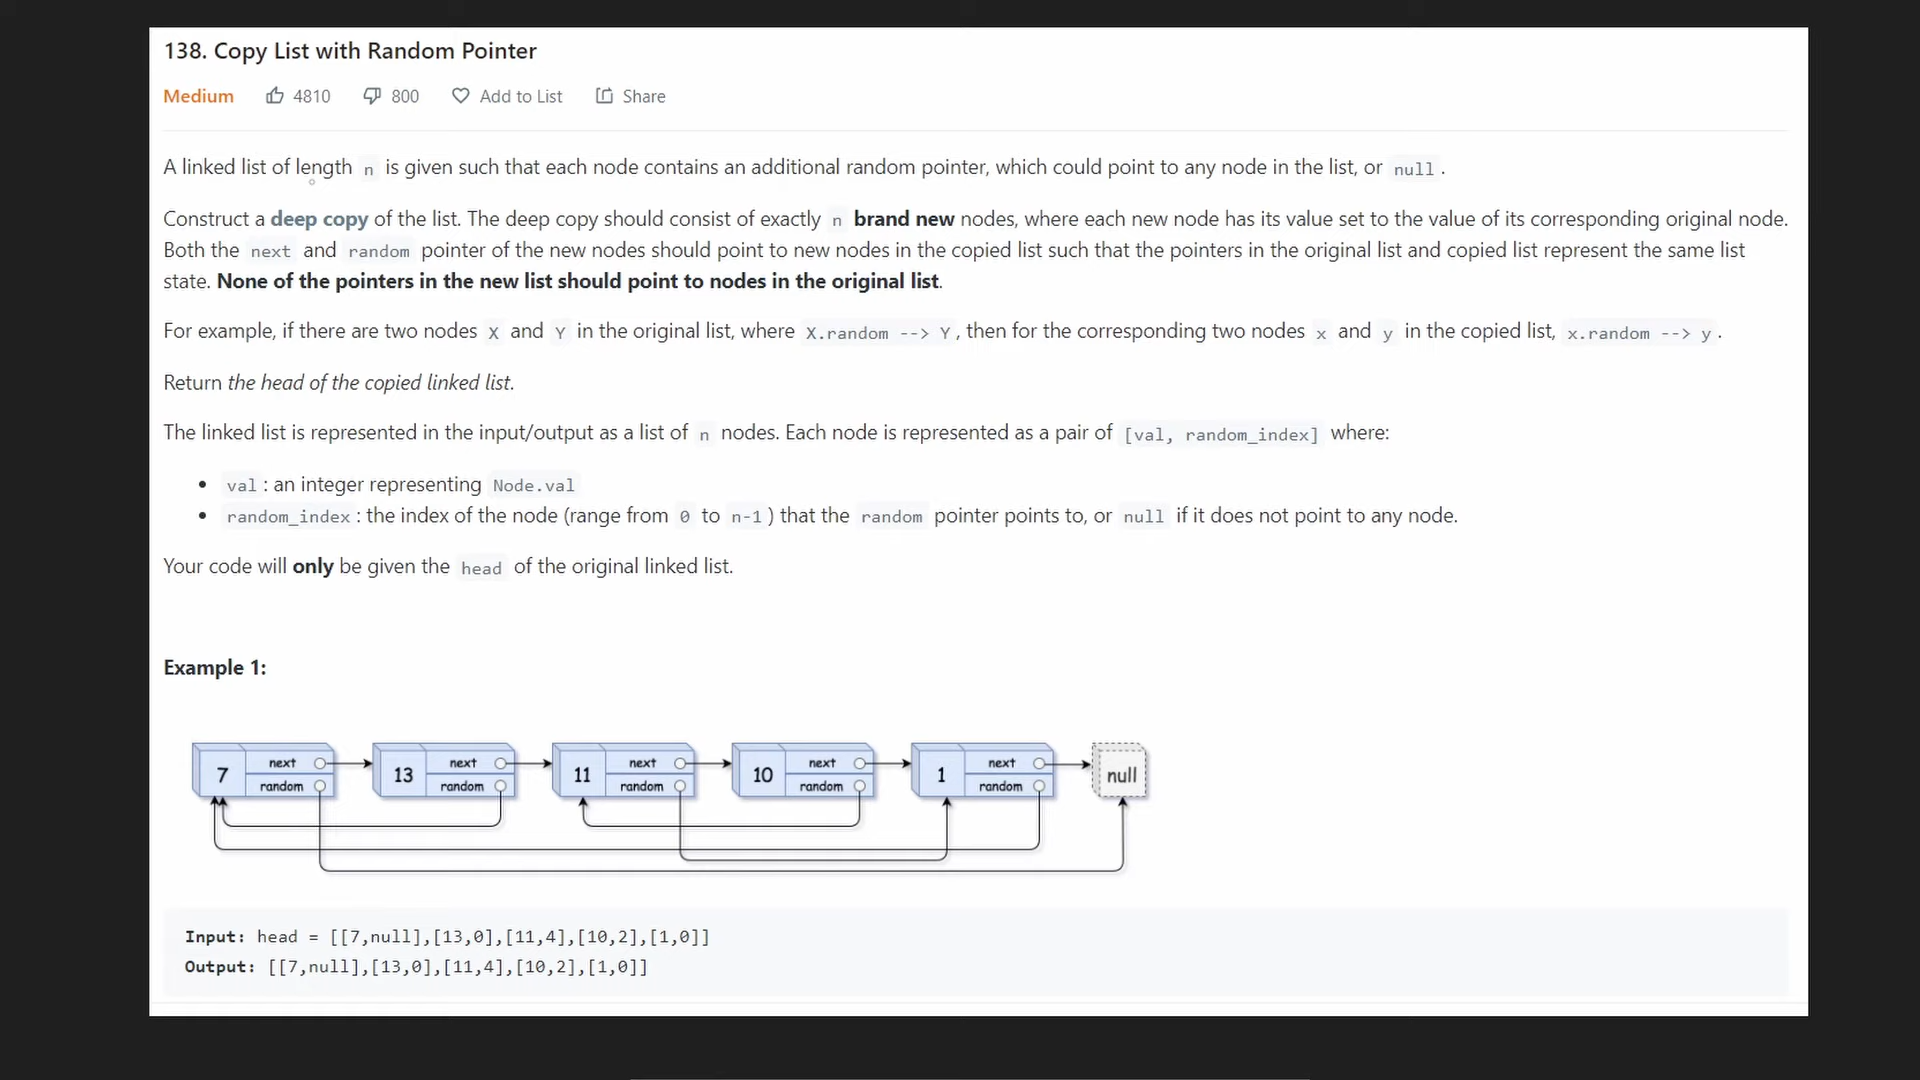 138. Copy List with Random Pointer
Medium 4810 800 Add to List Share
A linked list of length n is given such that each node contains an additional random pointer, which could point to any node in the list, or null .
Construct a deep copy of the list. The deep copy should consist of exactly n brand new nodes, where each new node has its value set to the value of its corresponding original node.
Both the next and random pointer of the new nodes should point to new nodes in the copied list such that the pointers in the original list and copied list represent the same list
state. None of the pointers in the new list should point to nodes in the original list.
For example, if there are two nodes X and Y in the original list, where X.random --> Y , then for the corresponding two nodes x and y in the copied list, x.random --> y .
Return the head of the copied linked list.
The linked list is represented in the input/output as a list of n nodes. Each node is represented as a pair of [val, random_index] where:
• val : an integer representing Node.val
• random_index : the index of the node (range from 0 to n-1 ) that the random pointer points to, or null if it does not point to any node.
Your code will only be given the head of the original linked list.
Example 1:
7 next random 13 next random 11 next random 10 next random 1 next random null
Input: head = [[7,null],[13,0],[11,4],[10,2],[1,0]]
Output: [[7,null],[13,0],[11,4],[10,2],[1,0]]